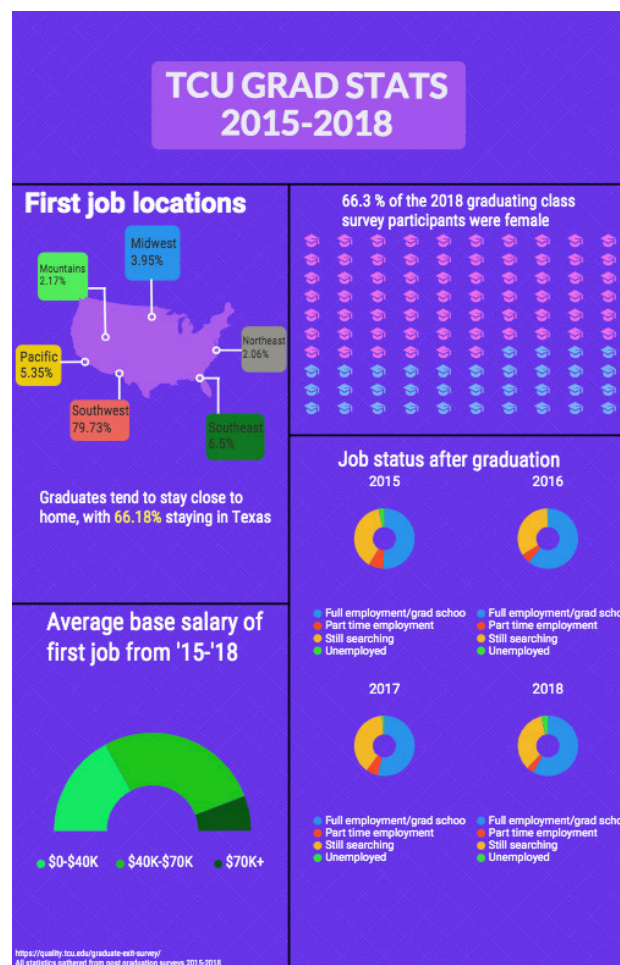 TCU GRAD STATS
2015-2018
First job locations
Midwest
3.95%
Mountains
2.17%
Northeast
2.06%
Pacific
5.35%
Southwest
79.73%
Southeast
6.5%
Graduates tend to stay close to
home, with 66.18% staying in Texas
66.3 % of the 2018 graduating class
survey participants were female
Job status after graduation
2015
Full employment/grad schoo
Part time employment
Still searching
Unemployed
2016
Full employment/grad schoo
Part time employment
Still searching
Unemployed
2017
Full employment/grad schoo
Part time employment
Still searching
Unemployed
2018
Full employment/grad schoo
Part time employment
Still searching
Unemployed
Average base salary of
first job from '15-'18
$0-$40K
$40K-$70K
$70K+
https://quality.tcu.edu/graduate-exit-survey/
All statistics gathered from post graduation surveys 2015-2018